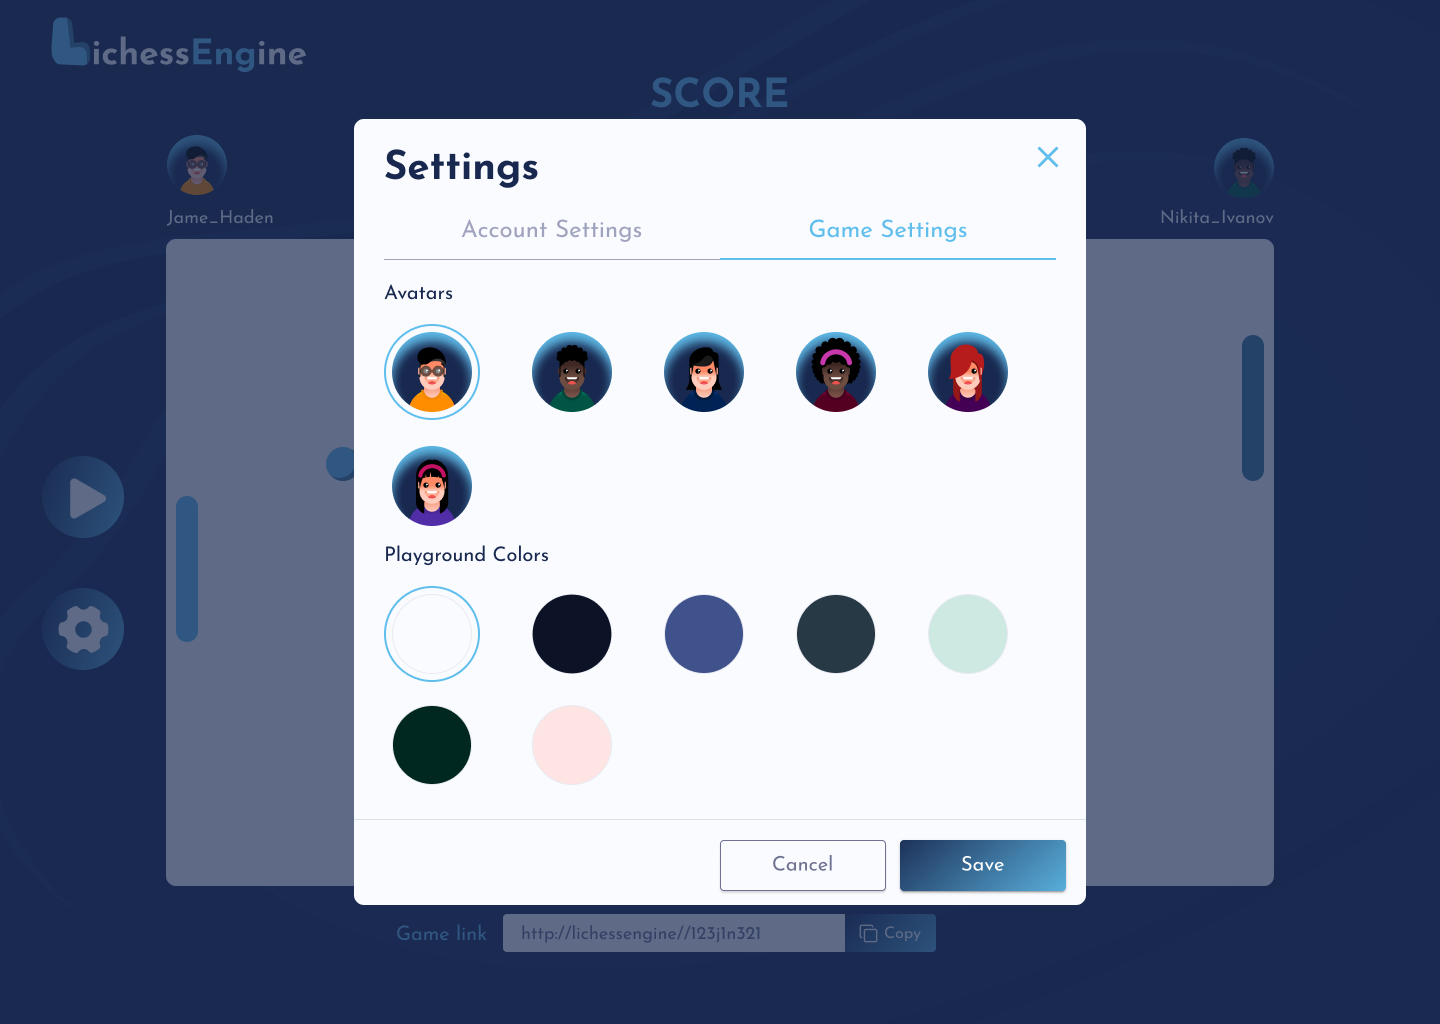 LichessEngine
SCORE
Jame_Haden
Nikita_Ivanov
Settings
Account Settings
Game Settings
Avatars
Playground Colors
Cancel
Save
Game link
http://lichessengine//123j1n321
Copy